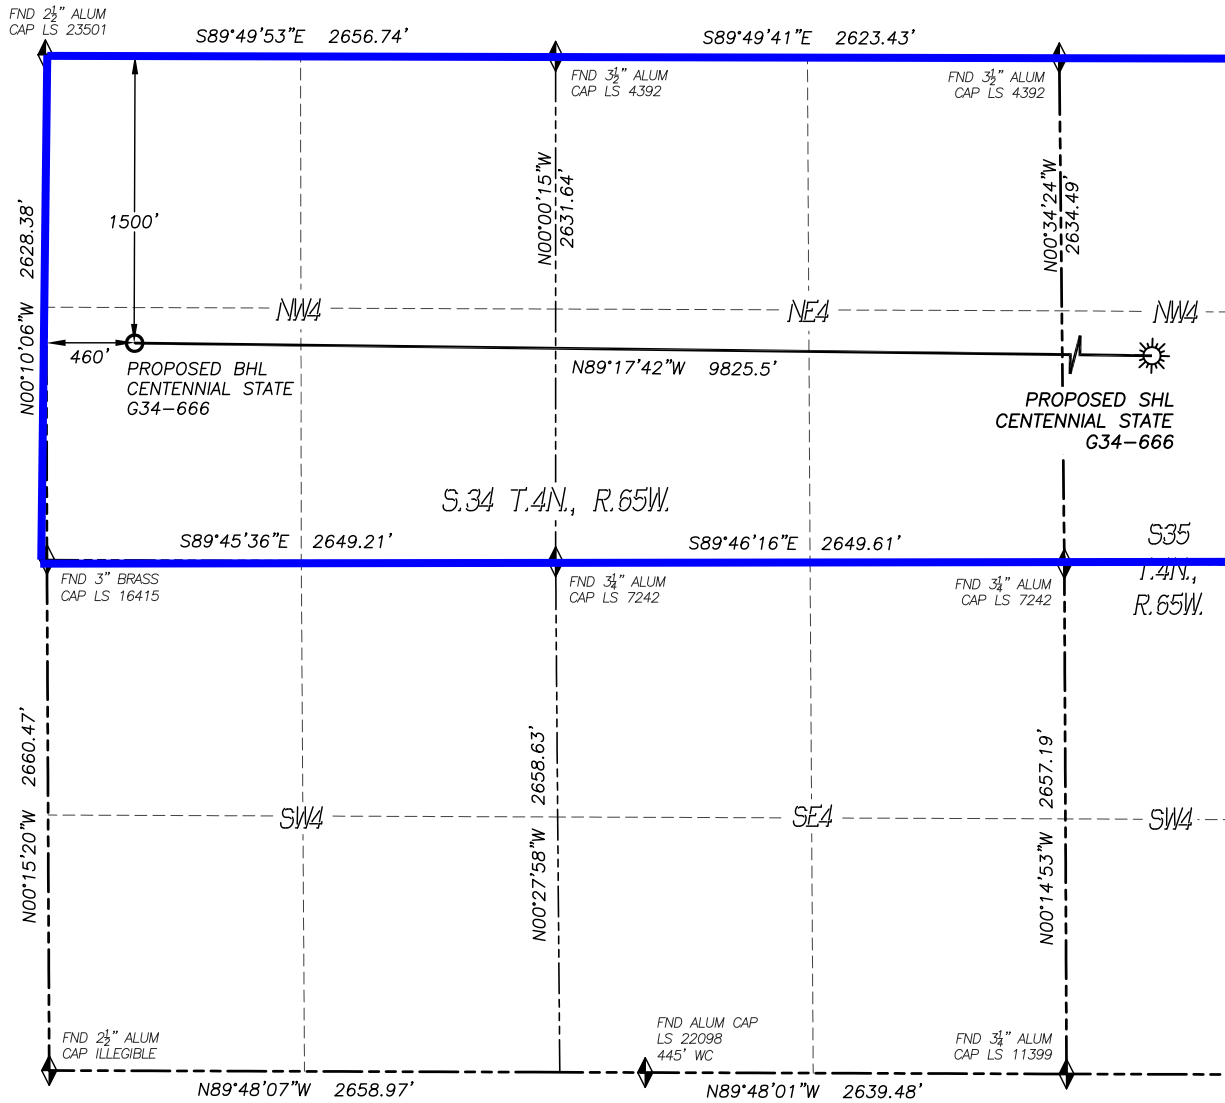 FND 2½" ALUM
CAP LS 23501
S89°49'53"E 2656.74'
S89°49'41"E 2623.43'
FND 3½" ALUM
CAP LS 4392
FND 3½" ALUM
CAP LS 4392
N00°10'06"W 2628.38'
1500'
N00°00'15"W
2631.64'
N00°34'24"W
2634.49'
NW4
NE4
NW4
460'
PROPOSED BHL
CENTENNIAL STATE
G34-666
N89°17'42"W 9825.5'
PROPOSED SHL
CENTENNIAL STATE
G34-666
S.34 T.4N., R.65W.
S89°45'36"E 2649.21'
S89°46'16"E 2649.61'
S35
T.4N.,
R.65W.
FND 3" BRASS
CAP LS 16415
FND 3¼" ALUM
CAP LS 7242
FND 3¼" ALUM
CAP LS 7242
N00°15'20"W 2660.47'
N00°27'58"W 2658.63'
N00°14'53"W 2657.19'
SW4
SE4
SW4
FND 2½" ALUM
CAP ILLEGIBLE
FND ALUM CAP
LS 22098
445' WC
FND 3¼" ALUM
CAP LS 11399
N89°48'07"W 2658.97'
N89°48'01"W 2639.48'